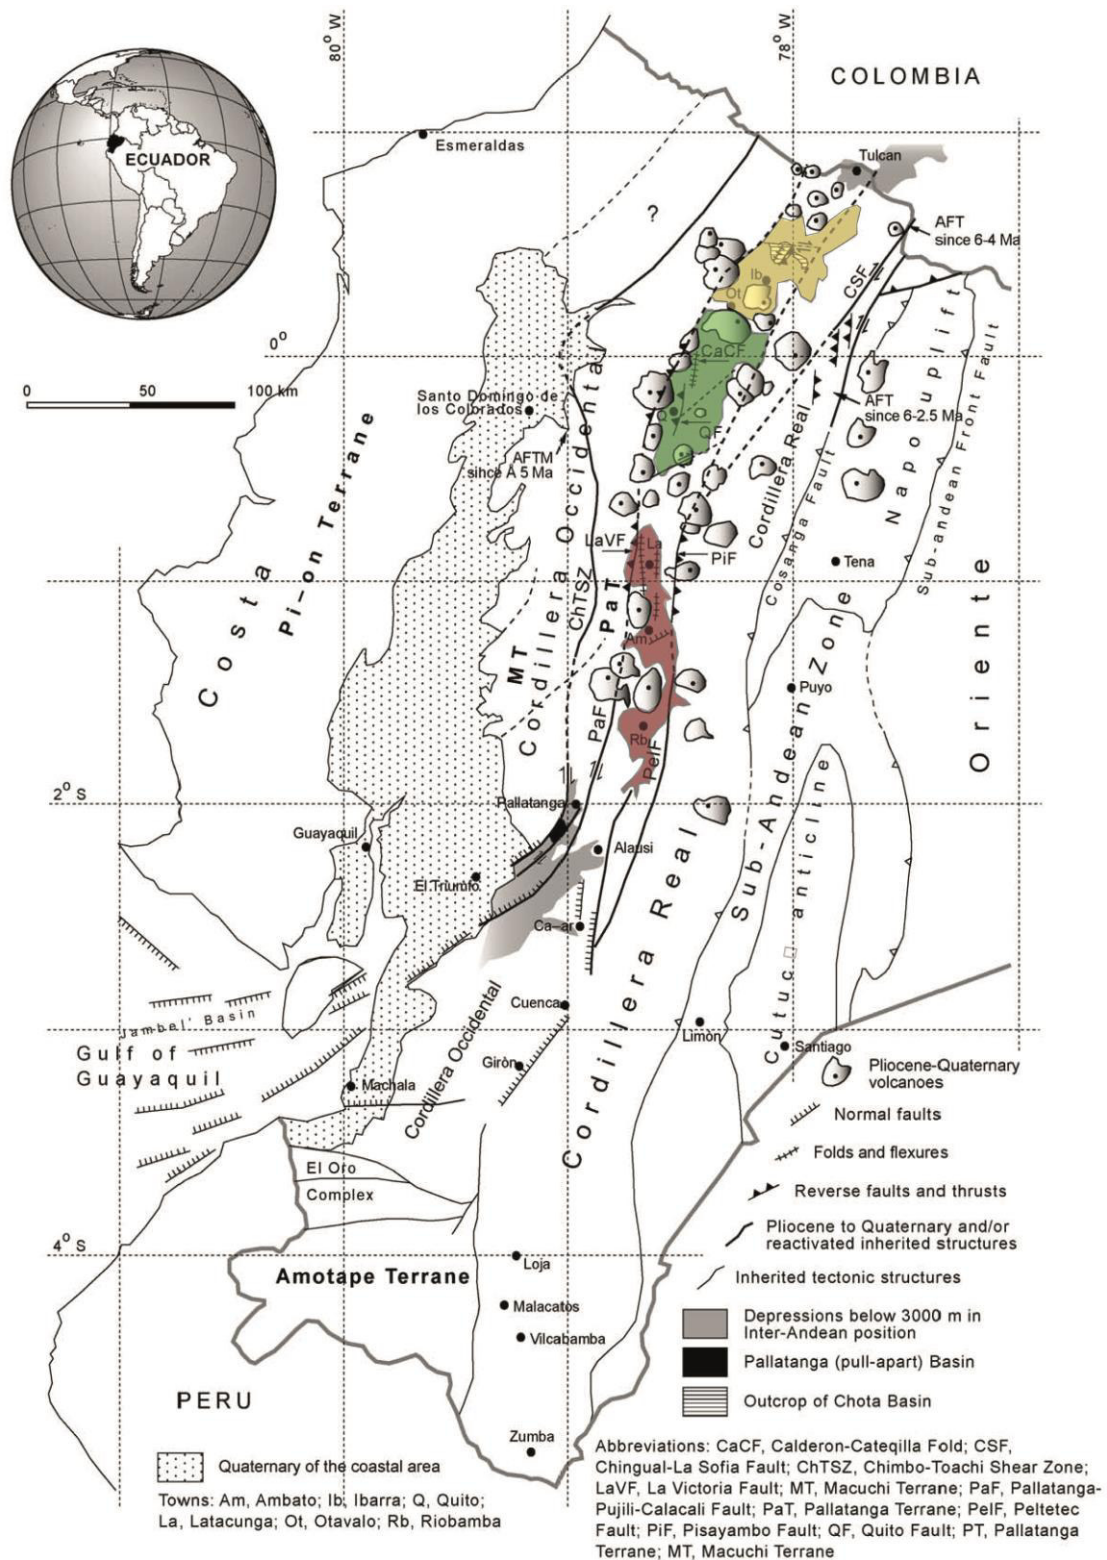 80° W
78° W
COLOMBIA
ECUADOR
Esmeraldas
Tulcan
?
AFT
since 6-4 Ma
Ib
Ot
CSF
0°
CaCF
0 50 100 km
Santo Domingo de
los Colorados
Q
QF
AFT
since 6-2.5 Ma
AFTM
sihce A 5 Ma
Costa
Pi-on Terrane
MT
Cordillera Occidental
ChTSZ
PaT
Cordillera Real
Cosanga Fault
Napo uplift
Sub-andean Front Fault
LaVF
La
PiF
Tena
Am
Oriente
Puyo
PaF
Rb
PelF
2° S
Pallatanga
Guayaquil
Alausi
El Triumfo
Ca-ar
Cordillera Real
Sub-Andean Zone
Cutuc□ anticline
Jambel' Basin
Gulf of
Guayaquil
Cuenca
Limòn
Giròn
Santiago
Machala
Cordillera Occidental
Pliocene-Quaternary
volcanoes
Normal faults
Folds and flexures
El Oro
Complex
Reverse faults and thrusts
Pliocene to Quaternary and/or
reactivated inherited structures
4° S
Loja
Amotape Terrane
Inherited tectonic structures
Malacatos
Vilcabamba
Depressions below 3000 m in
Inter-Andean position
Pallatanga (pull-apart) Basin
Outcrop of Chota Basin
PERU
Zumba
Quaternary of the coastal area
Towns: Am, Ambato; Ib, Ibarra; Q, Quito;
La, Latacunga; Ot, Otavalo; Rb, Riobamba
Abbreviations: CaCF, Calderon-Cateqilla Fold; CSF,
Chingual-La Sofia Fault; ChTSZ, Chimbo-Toachi Shear Zone;
LaVF, La Victoria Fault; MT, Macuchi Terrane; PaF, Pallatanga-
Pujili-Calacali Fault; PaT, Pallatanga Terrane; PelF, Peltetec
Fault; PiF, Pisayambo Fault; QF, Quito Fault; PT, Pallatanga
Terrane; MT, Macuchi Terrane